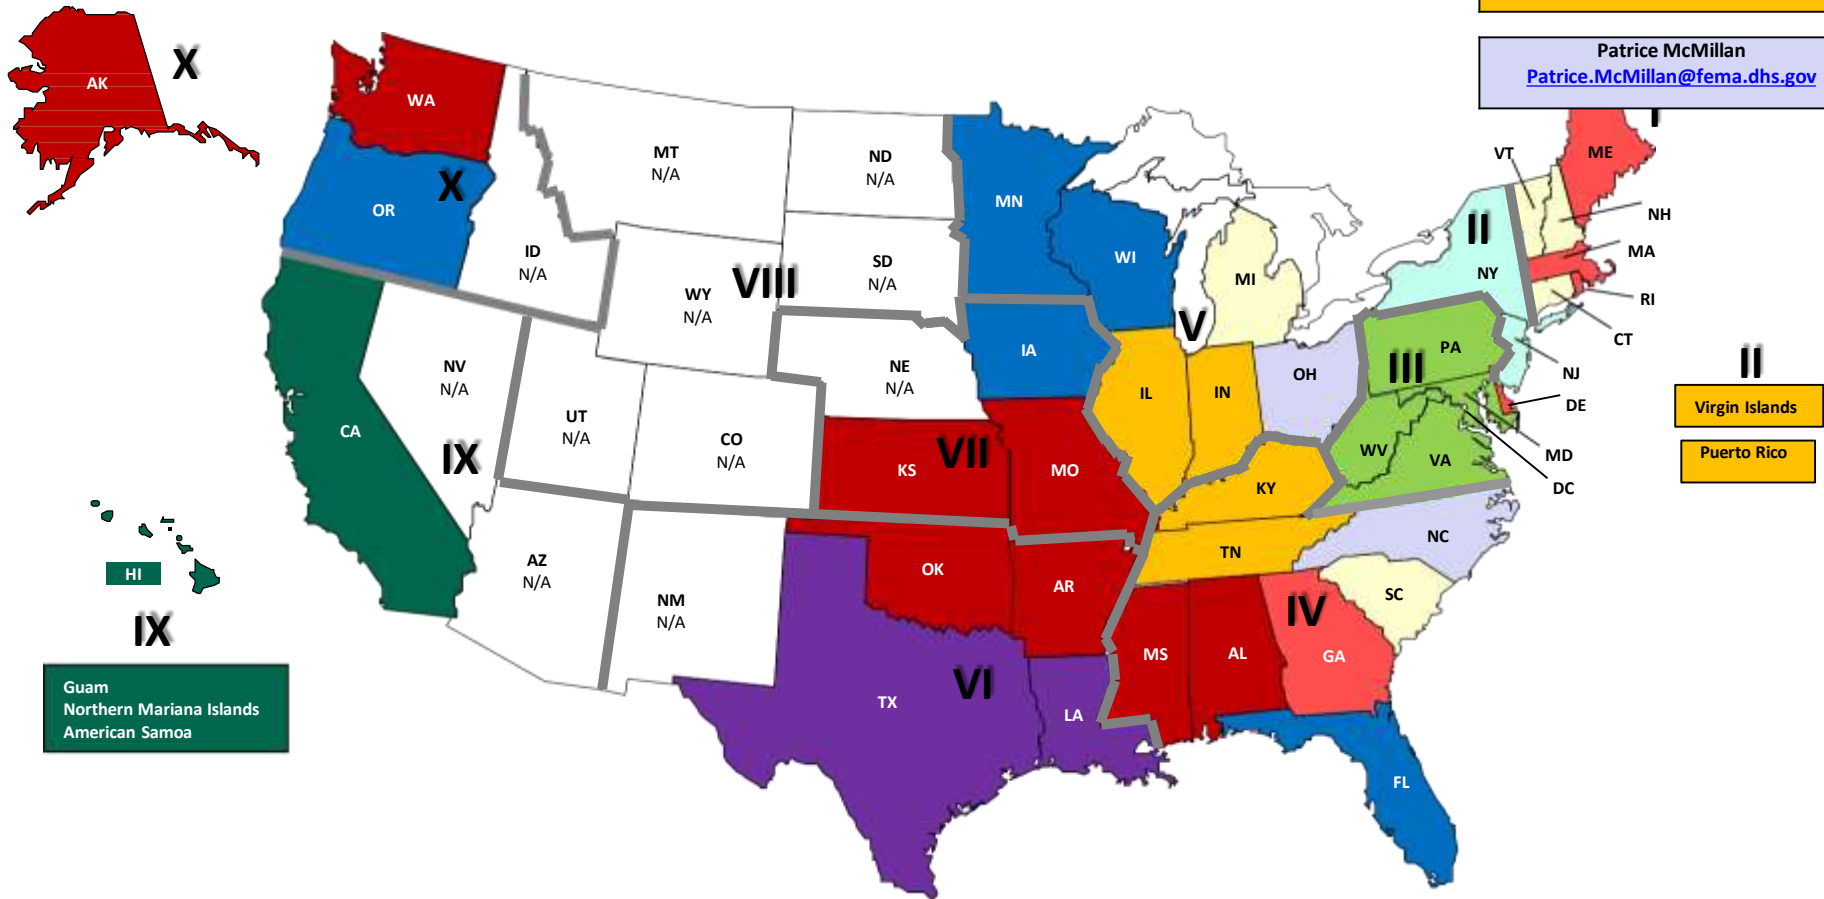 Patrice McMillan
Patrice.McMillan@fema.dhs.gov
X
AK
WA
MT
N/A
ND
N/A
MN
VT
ME
X
OR
NH
II
ID
N/A
SD
N/A
WI
MI
NY
MA
VIII
WY
N/A
RI
V
CT
NV
N/A
NE
N/A
IA
PA
III
OH
NJ
II
IL
IN
DE
Virgin Islands
UT
N/A
CO
N/A
CA
IX
KS
VII
MO
WV
VA
MD
Puerto Rico
KY
DC
HI
AZ
N/A
NM
N/A
OK
AR
TN
NC
SC
IX
IV
MS
AL
GA
Guam
Northern Mariana Islands
American Samoa
TX
VI
LA
FL